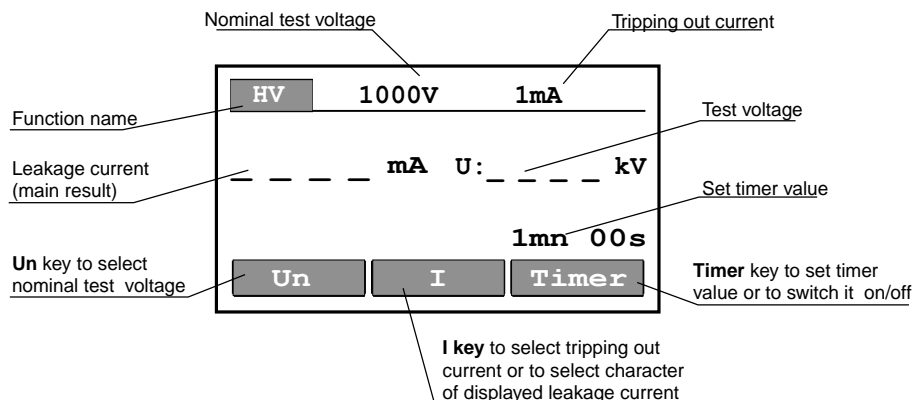 Nominal test voltage
Tripping out current
HV 1000V 1mA
Function name
Test voltage
Leakage current
(main result)
_ _ _ _ mA U:_ _ _ _ kV
Set timer value
1mn 00s
Un key to select
nominal test voltage
Un I Timer
Timer key to set timer
value or to switch it on/off
I key to select tripping out
current or to select character
of displayed leakage current